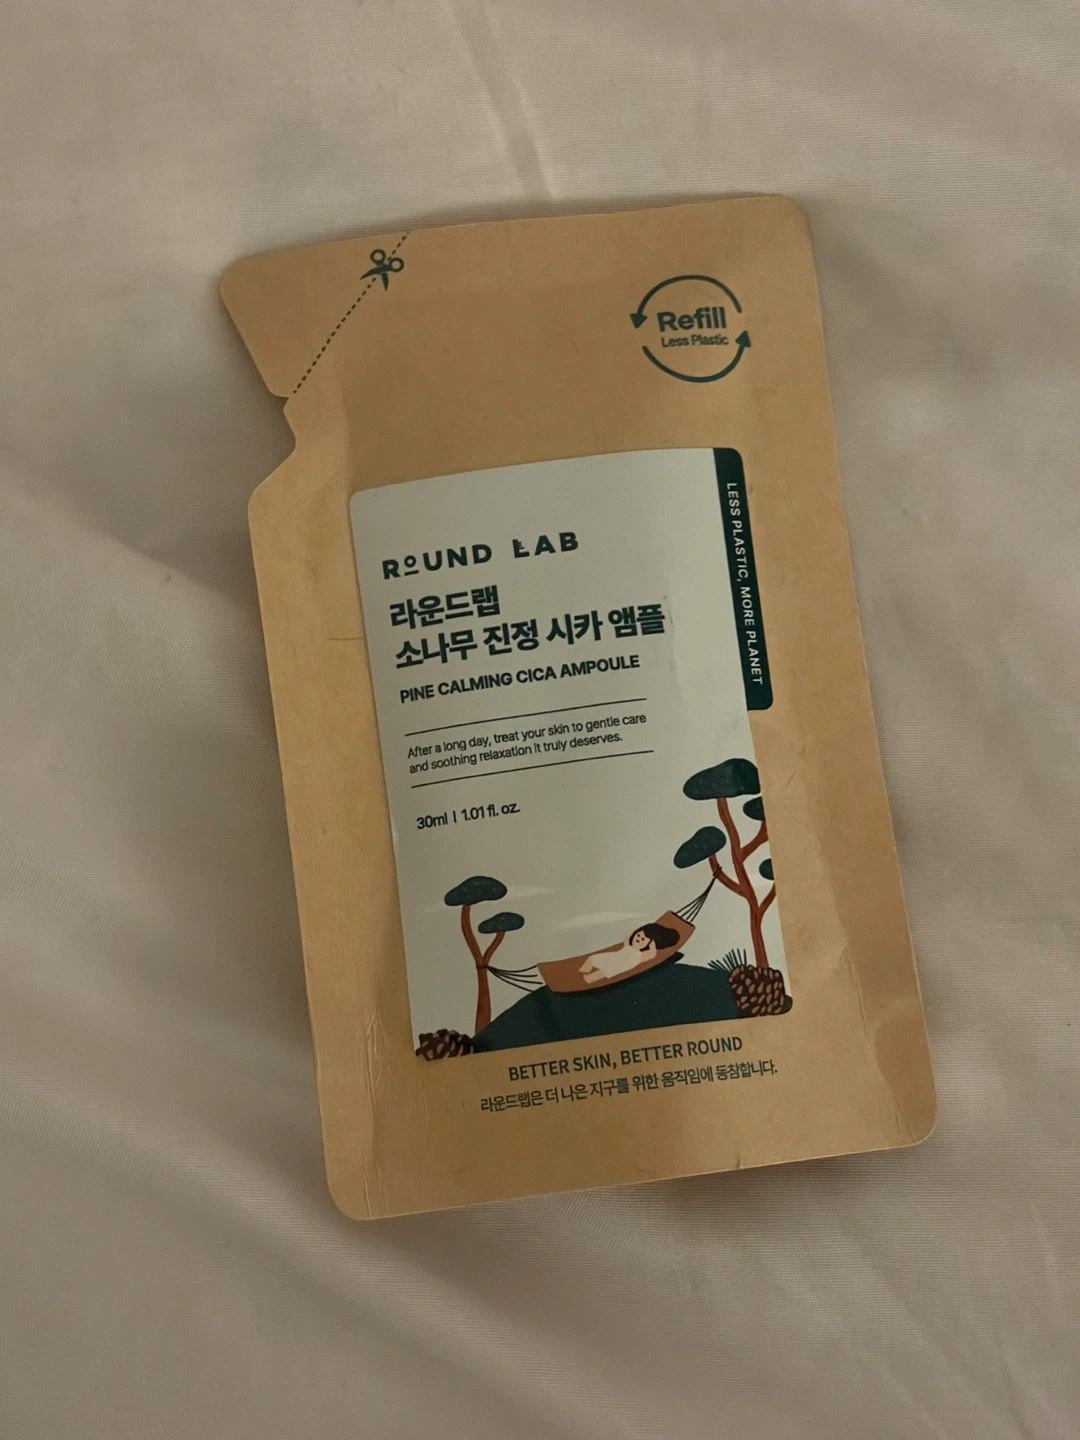 Refill
Less Plastic
LESS PLASTIC, MORE PLANET
ROUND LAB
라운드랩
소나무 진정 시카 앰플
PINE CALMING CICA AMPOULE
After a long day, treat your skin to gentle care
and soothing relaxation it truly deserves.
30ml | 1.01 fl. oz.
BETTER SKIN, BETTER ROUND
라운드랩은 더 나은 지구를 위한 움직임에 동참합니다.